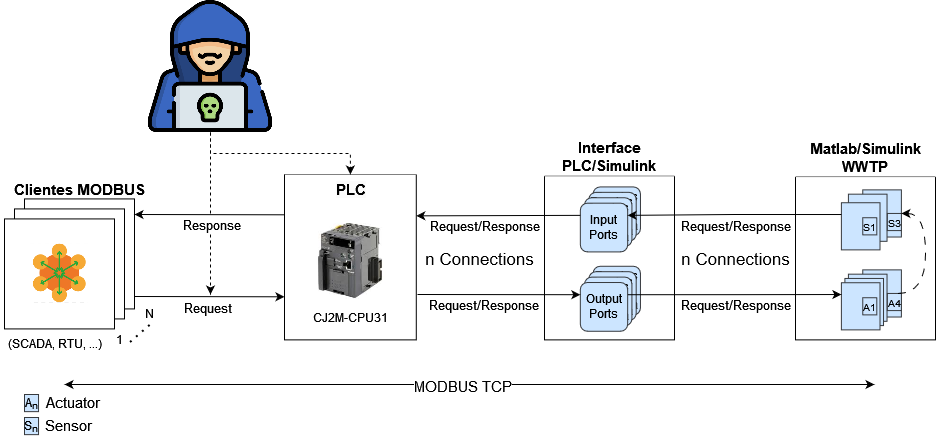 Interface
PLC/Simulink
Matlab/Simulink
WWTP
Clientes MODBUS
PLC
Response
Request/Response
Input
Ports
Request/Response
S1
S3
n Connections
n Connections
Request
CJ2M-CPU31
Request/Response
Output
Ports
Request/Response
A1
A4
(SCADA, RTU, ...)
1
N
MODBUS TCP
An Actuator
Sn Sensor